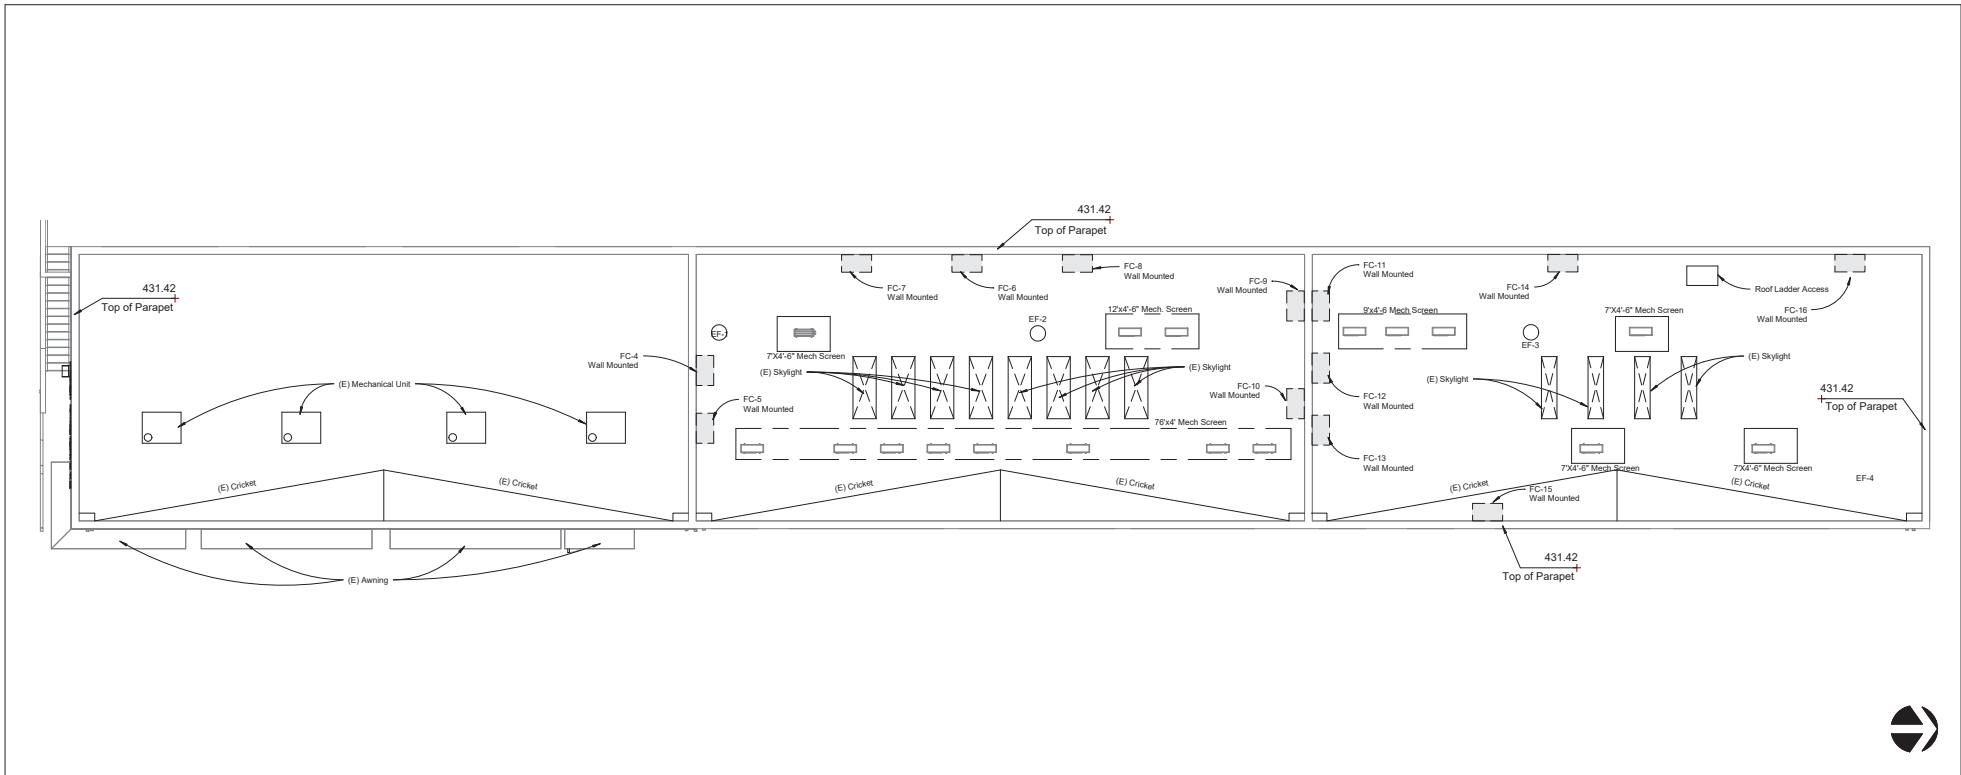 431.42
Top of Parapet
431.42
Top of Parapet
FC-7
Wall Mounted
FC-6
Wall Mounted
FC-8
Wall Mounted
FC-9
Wall Mounted
FC-11
Wall Mounted
FC-14
Wall Mounted
Roof Ladder Access
FC-16
Wall Mounted
EF-1
7'X4'-6" Mech Screen
EF-2
12'x4'-6" Mech. Screen
9'x4'-6 Mech Screen
EF-3
7'X4'-6" Mech Screen
FC-4
Wall Mounted
(E) Skylight
(E) Skylight
(E) Skylight
(E) Skylight
(E) Mechanical Unit
FC-5
Wall Mounted
FC-10
Wall Mounted
FC-12
Wall Mounted
431.42
Top of Parapet
76'x4' Mech Screen
FC-13
Wall Mounted
7'X4'-6" Mech Screen
7'X4'-6" Mech Screen
EF-4
(E) Cricket
(E) Cricket
(E) Cricket
(E) Cricket
(E) Cricket
(E) Cricket
FC-15
Wall Mounted
431.42
Top of Parapet
(E) Awning